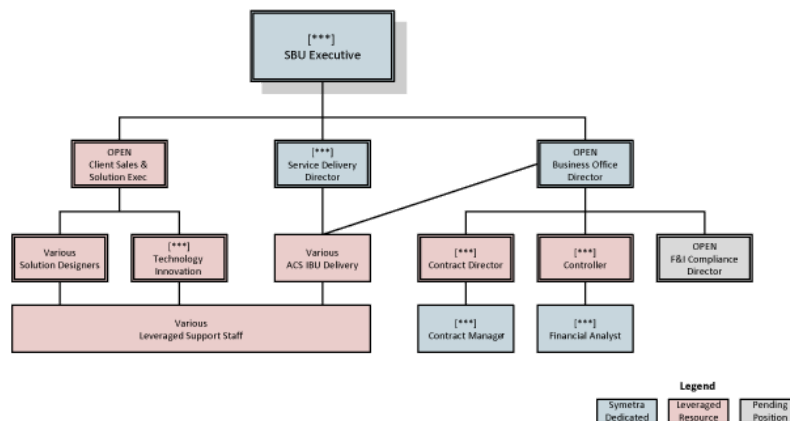 [***]
SBU Executive
OPEN
Client Sales &
Solution Exec
[***]
Service Delivery
Director
OPEN
Business Office
Director
Various
Solution Designers
[***]
Technology
Innovation
Various
ACS IBU Delivery
[***]
Contract Director
[***]
Controller
OPEN
F&I Compliance
Director
Various
Leveraged Support Staff
[***]
Contract Manager
[***]
Financial Analyst
Legend
Symetra
Dedicated
Leveraged
Resource
Pending
Position